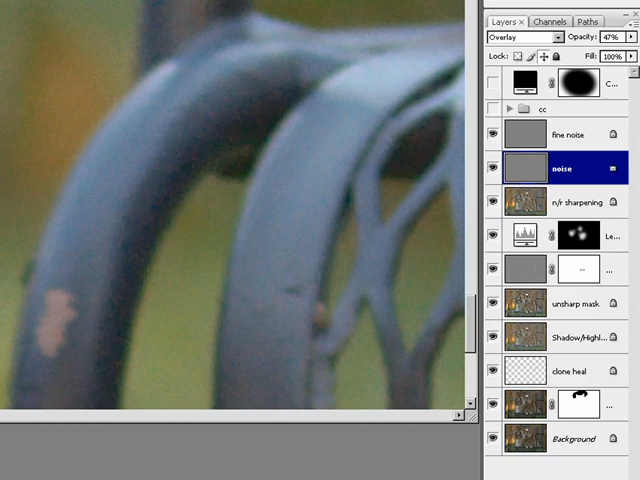 Layers × Channels Paths
Overlay Opacity: 47%
Lock: Fill: 100%
C...
cc
fine noise
noise
n/r sharpening
Le...
...
unsharp mask
Shadow/Highl...
clone heal
...
Background